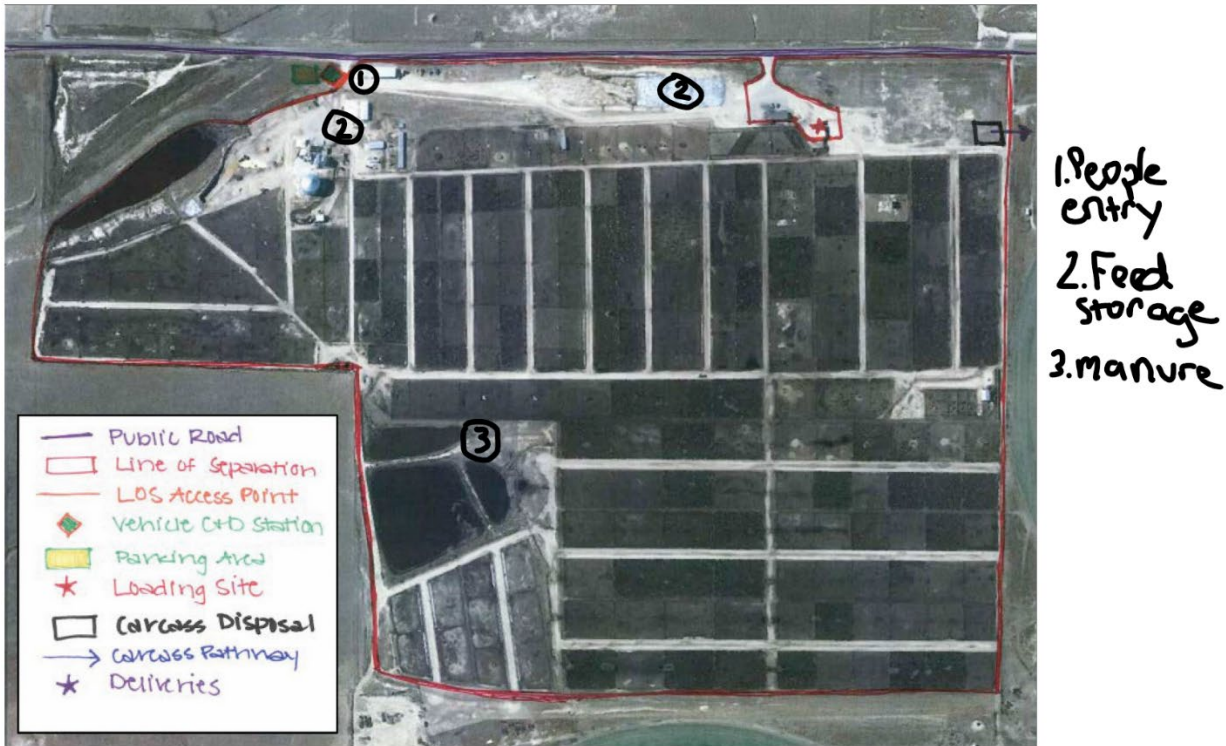 1
2
2
3
1. People
entry
2. Feed
storage
3. manure
Public Road
Line of Separation
LOS Access Point
Vehicle C+D Station
Parking Area
Loading Site
Carcass Disposal
Carcass Pathway
Deliveries